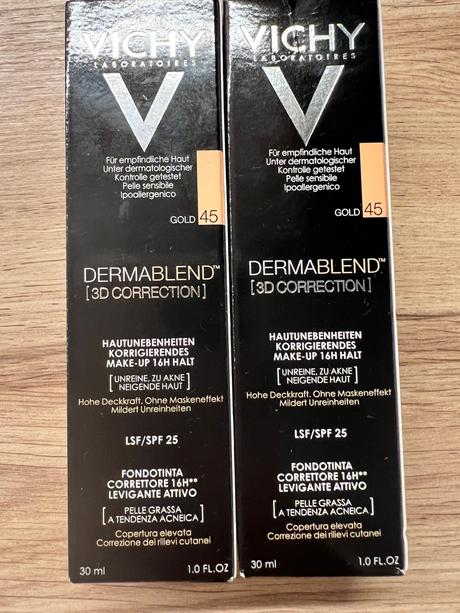 VICHY
LABORATOIRES
Für empfindliche Haut
Unter dermatologischer
Kontrolle getestet
Pelle sensibile
Ipoallergenico
GOLD 45
DERMABLEND™
[3D CORRECTION]
HAUTUNEBENHEITEN
KORRIGIERENDES
MAKE-UP 16H HALT
[UNREINE, ZU AKNE
NEIGENDE HAUT]
Hohe Deckkraft. Ohne Maskeneffekt
Mildert Unreinheiten
LSF/SPF 25
FONDOTINTA
CORRETTORE 16H**
LEVIGANTE ATTIVO
[PELLE GRASSA
A TENDENZA ACNEICA]
Copertura elevata
Correzione dei rilievi cutanei
30 ml 1.0 FL.OZ
VICHY
LABORATOIRES
Für empfindliche Haut
Unter dermatologischer
Kontrolle getestet
Pelle sensibile
Ipoallergenico
GOLD 45
DERMABLEND™
[3D CORRECTION]
HAUTUNEBENHEITEN
KORRIGIERENDES
MAKE-UP 16H HALT
[UNREINE, ZU AKNE
NEIGENDE HAUT]
Hohe Deckkraft. Ohne Maskeneffekt
Mildert Unreinheiten
LSF/SPF 25
FONDOTINTA
CORRETTORE 16H**
LEVIGANTE ATTIVO
[PELLE GRASSA
A TENDENZA ACNEICA]
Copertura elevata
Correzione dei rilievi cutanei
30 ml 1.0 FL.OZ